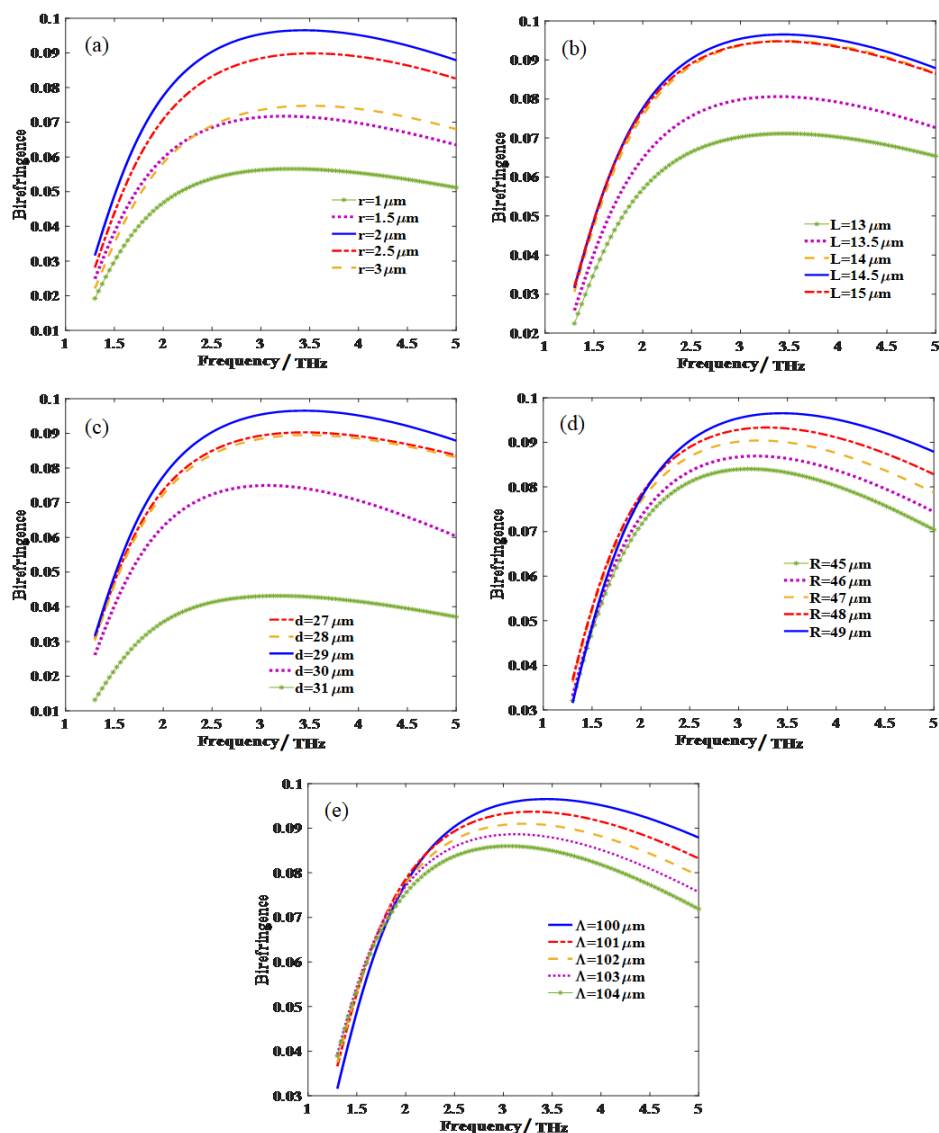 (a)
0.1
0.09
0.08
0.07
0.06
0.05
0.04
0.03
0.02
0.01
Birefringence
r=1 μm
r=1.5 μm
r=2 μm
r=2.5 μm
r=3 μm
1 1.5 2 2.5 3 3.5 4 4.5 5
Frequency/ THz
(b)
0.1
0.09
0.08
0.07
0.06
0.05
0.04
0.03
0.02
Birefringence
L=13 μm
L=13.5 μm
L=14 μm
L=14.5 μm
L=15 μm
1 1.5 2 2.5 3 3.5 4 4.5 5
Frequency/ THz
(c)
0.1
0.09
0.08
0.07
0.06
0.05
0.04
0.03
0.02
0.01
Birefringence
d=27 μm
d=28 μm
d=29 μm
d=30 μm
d=31 μm
1 1.5 2 2.5 3 3.5 4 4.5 5
Frequency/ THz
(d)
0.1
0.09
0.08
0.07
0.06
0.05
0.04
0.03
Birefringence
R=45 μm
R=46 μm
R=47 μm
R=48 μm
R=49 μm
1 1.5 2 2.5 3 3.5 4 4.5 5
Frequency/ THz
(e)
0.1
0.09
0.08
0.07
0.06
0.05
0.04
0.03
Birefringence
Λ=100 μm
Λ=101 μm
Λ=102 μm
Λ=103 μm
Λ=104 μm
1 1.5 2 2.5 3 3.5 4 4.5 5
Frequency/ THz